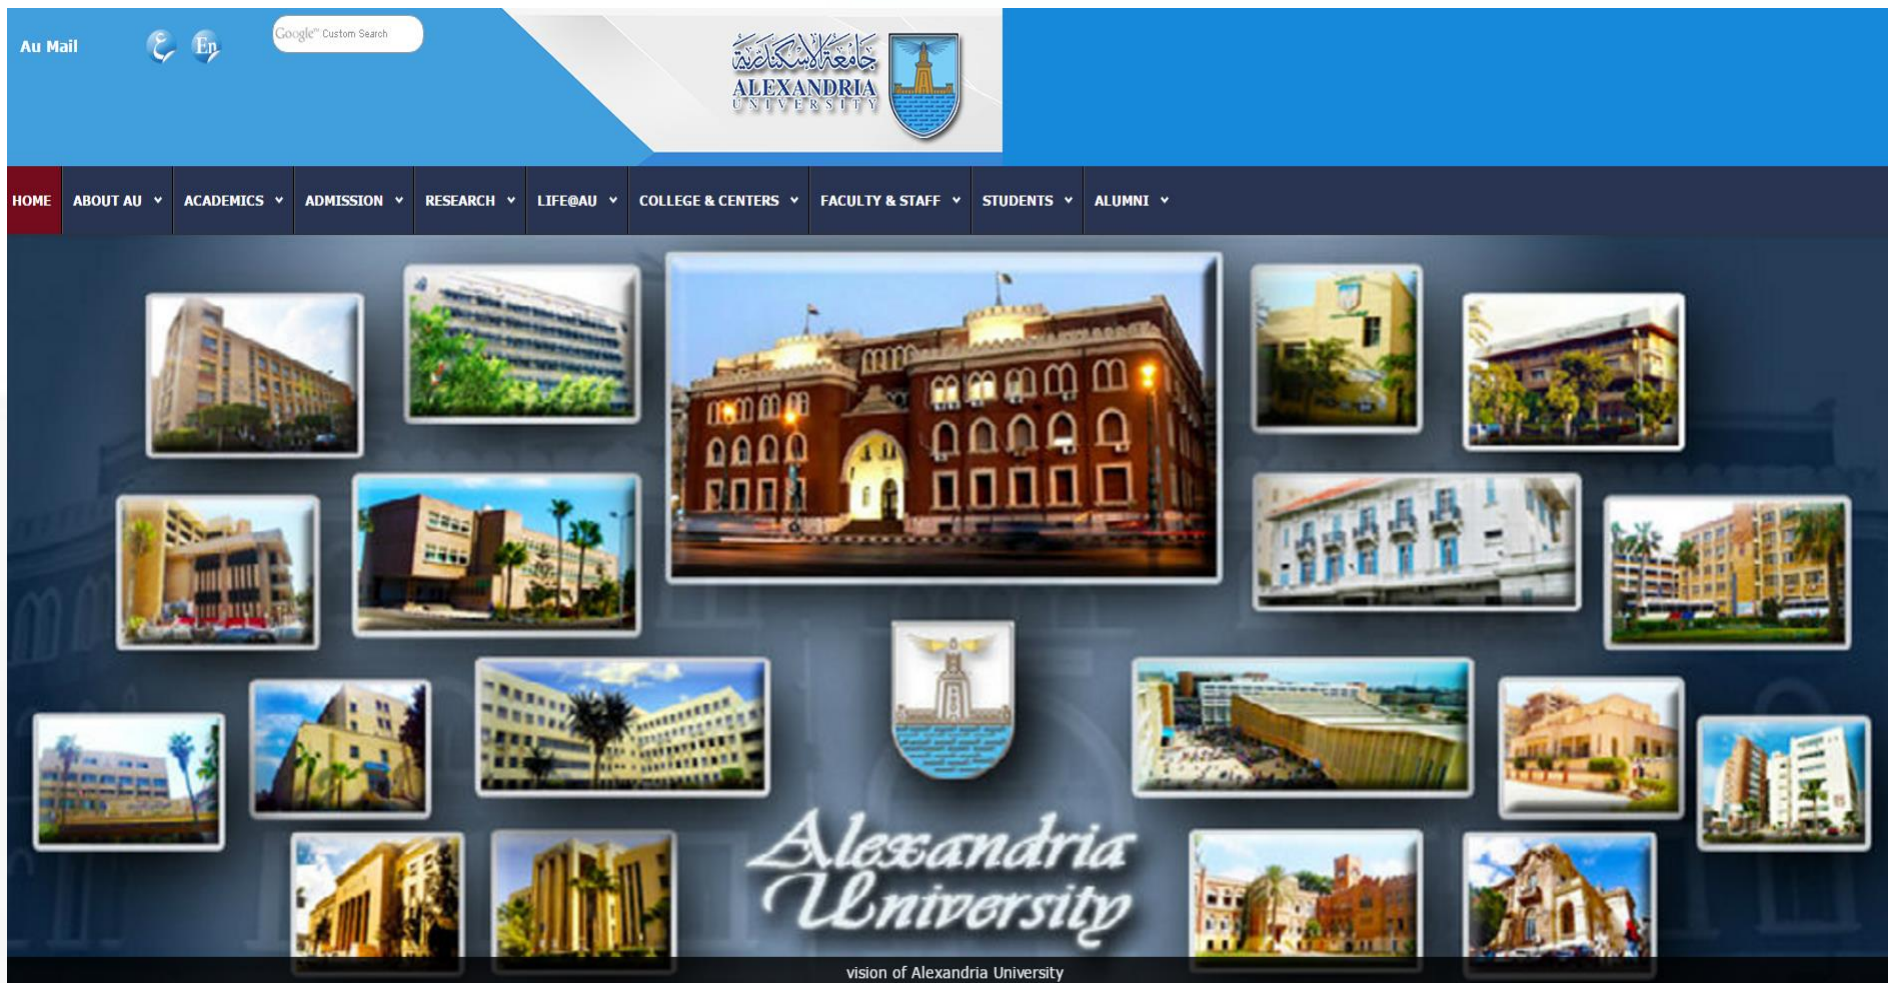 Au Mail
ع
En
Google™ Custom Search
جامعة الإسكندرية
ALEXANDRIA
UNIVERSITY
HOME
ABOUT AU
ACADEMICS
ADMISSION
RESEARCH
LIFE@AU
COLLEGE & CENTERS
FACULTY & STAFF
STUDENTS
ALUMNI
Alexandria
University
vision of Alexandria University